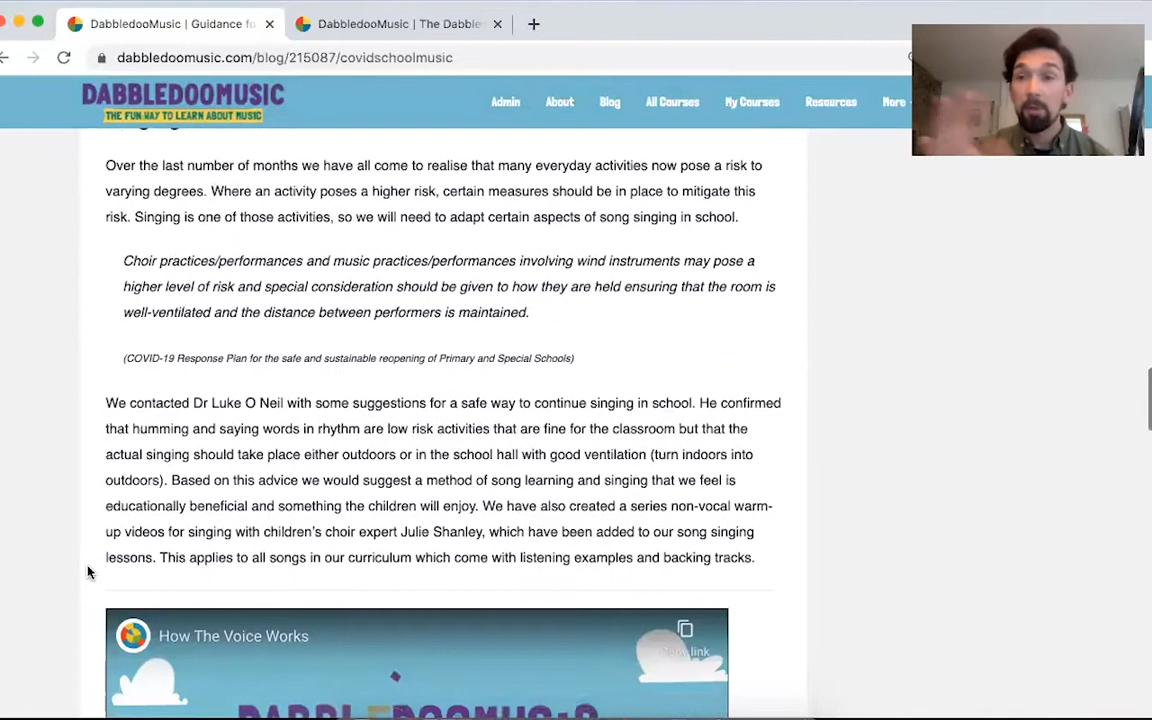 DabbledooMusic | Guidance fo
DabbledooMusic | The Dabble
dabbledoomusic.com/blog/215087/covidschoolmusic
DABBLEDOOMUSIC
THE FUN WAY TO LEARN ABOUT MUSIC
Admin About Blog All Courses My Courses Resources More
Over the last number of months we have all come to realise that many everyday activities now pose a risk to
varying degrees. Where an activity poses a higher risk, certain measures should be in place to mitigate this
risk. Singing is one of those activities, so we will need to adapt certain aspects of song singing in school.
Choir practices/performances and music practices/performances involving wind instruments may pose a
higher level of risk and special consideration should be given to how they are held ensuring that the room is
well-ventilated and the distance between performers is maintained.
(COVID-19 Response Plan for the safe and sustainable reopening of Primary and Special Schools)
We contacted Dr Luke O Neil with some suggestions for a safe way to continue singing in school. He confirmed
that humming and saying words in rhythm are low risk activities that are fine for the classroom but that the
actual singing should take place either outdoors or in the school hall with good ventilation (turn indoors into
outdoors). Based on this advice we would suggest a method of song learning and singing that we feel is
educationally beneficial and something the children will enjoy. We have also created a series non-vocal warm-
up videos for singing with children's choir expert Julie Shanley, which have been added to our song singing
lessons. This applies to all songs in our curriculum which come with listening examples and backing tracks.
How The Voice Works
link
DABBLEDOOMUSIC